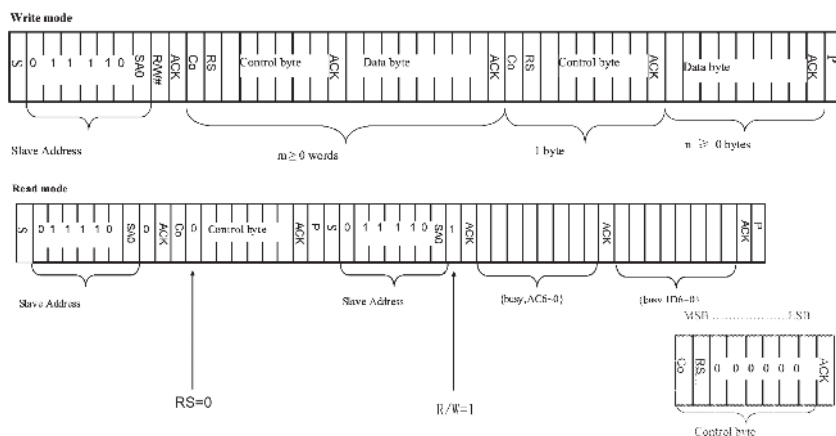 Write mode
S 0 1 1 1 1 0 SA0 R/W# ACK Co RS Control byte ACK Data byte ACK Co RS Control byte ACK Data byte ACK P
Slave Address m ≥ 0 words 1 byte n ≥ 0 bytes
Read mode
S 0 1 1 1 1 0 SA0 0 ACK Co 0 Control byte ACK P S 0 1 1 1 1 0 SA0 1 ACK ACK ACK P
Slave Address Slave Address {busy,AC6~0} {busy,ID6~0}
MSB .................. LSB
Co RS 0 0 0 0 0 0 ACK
RS=0 R/W=1
Control byte